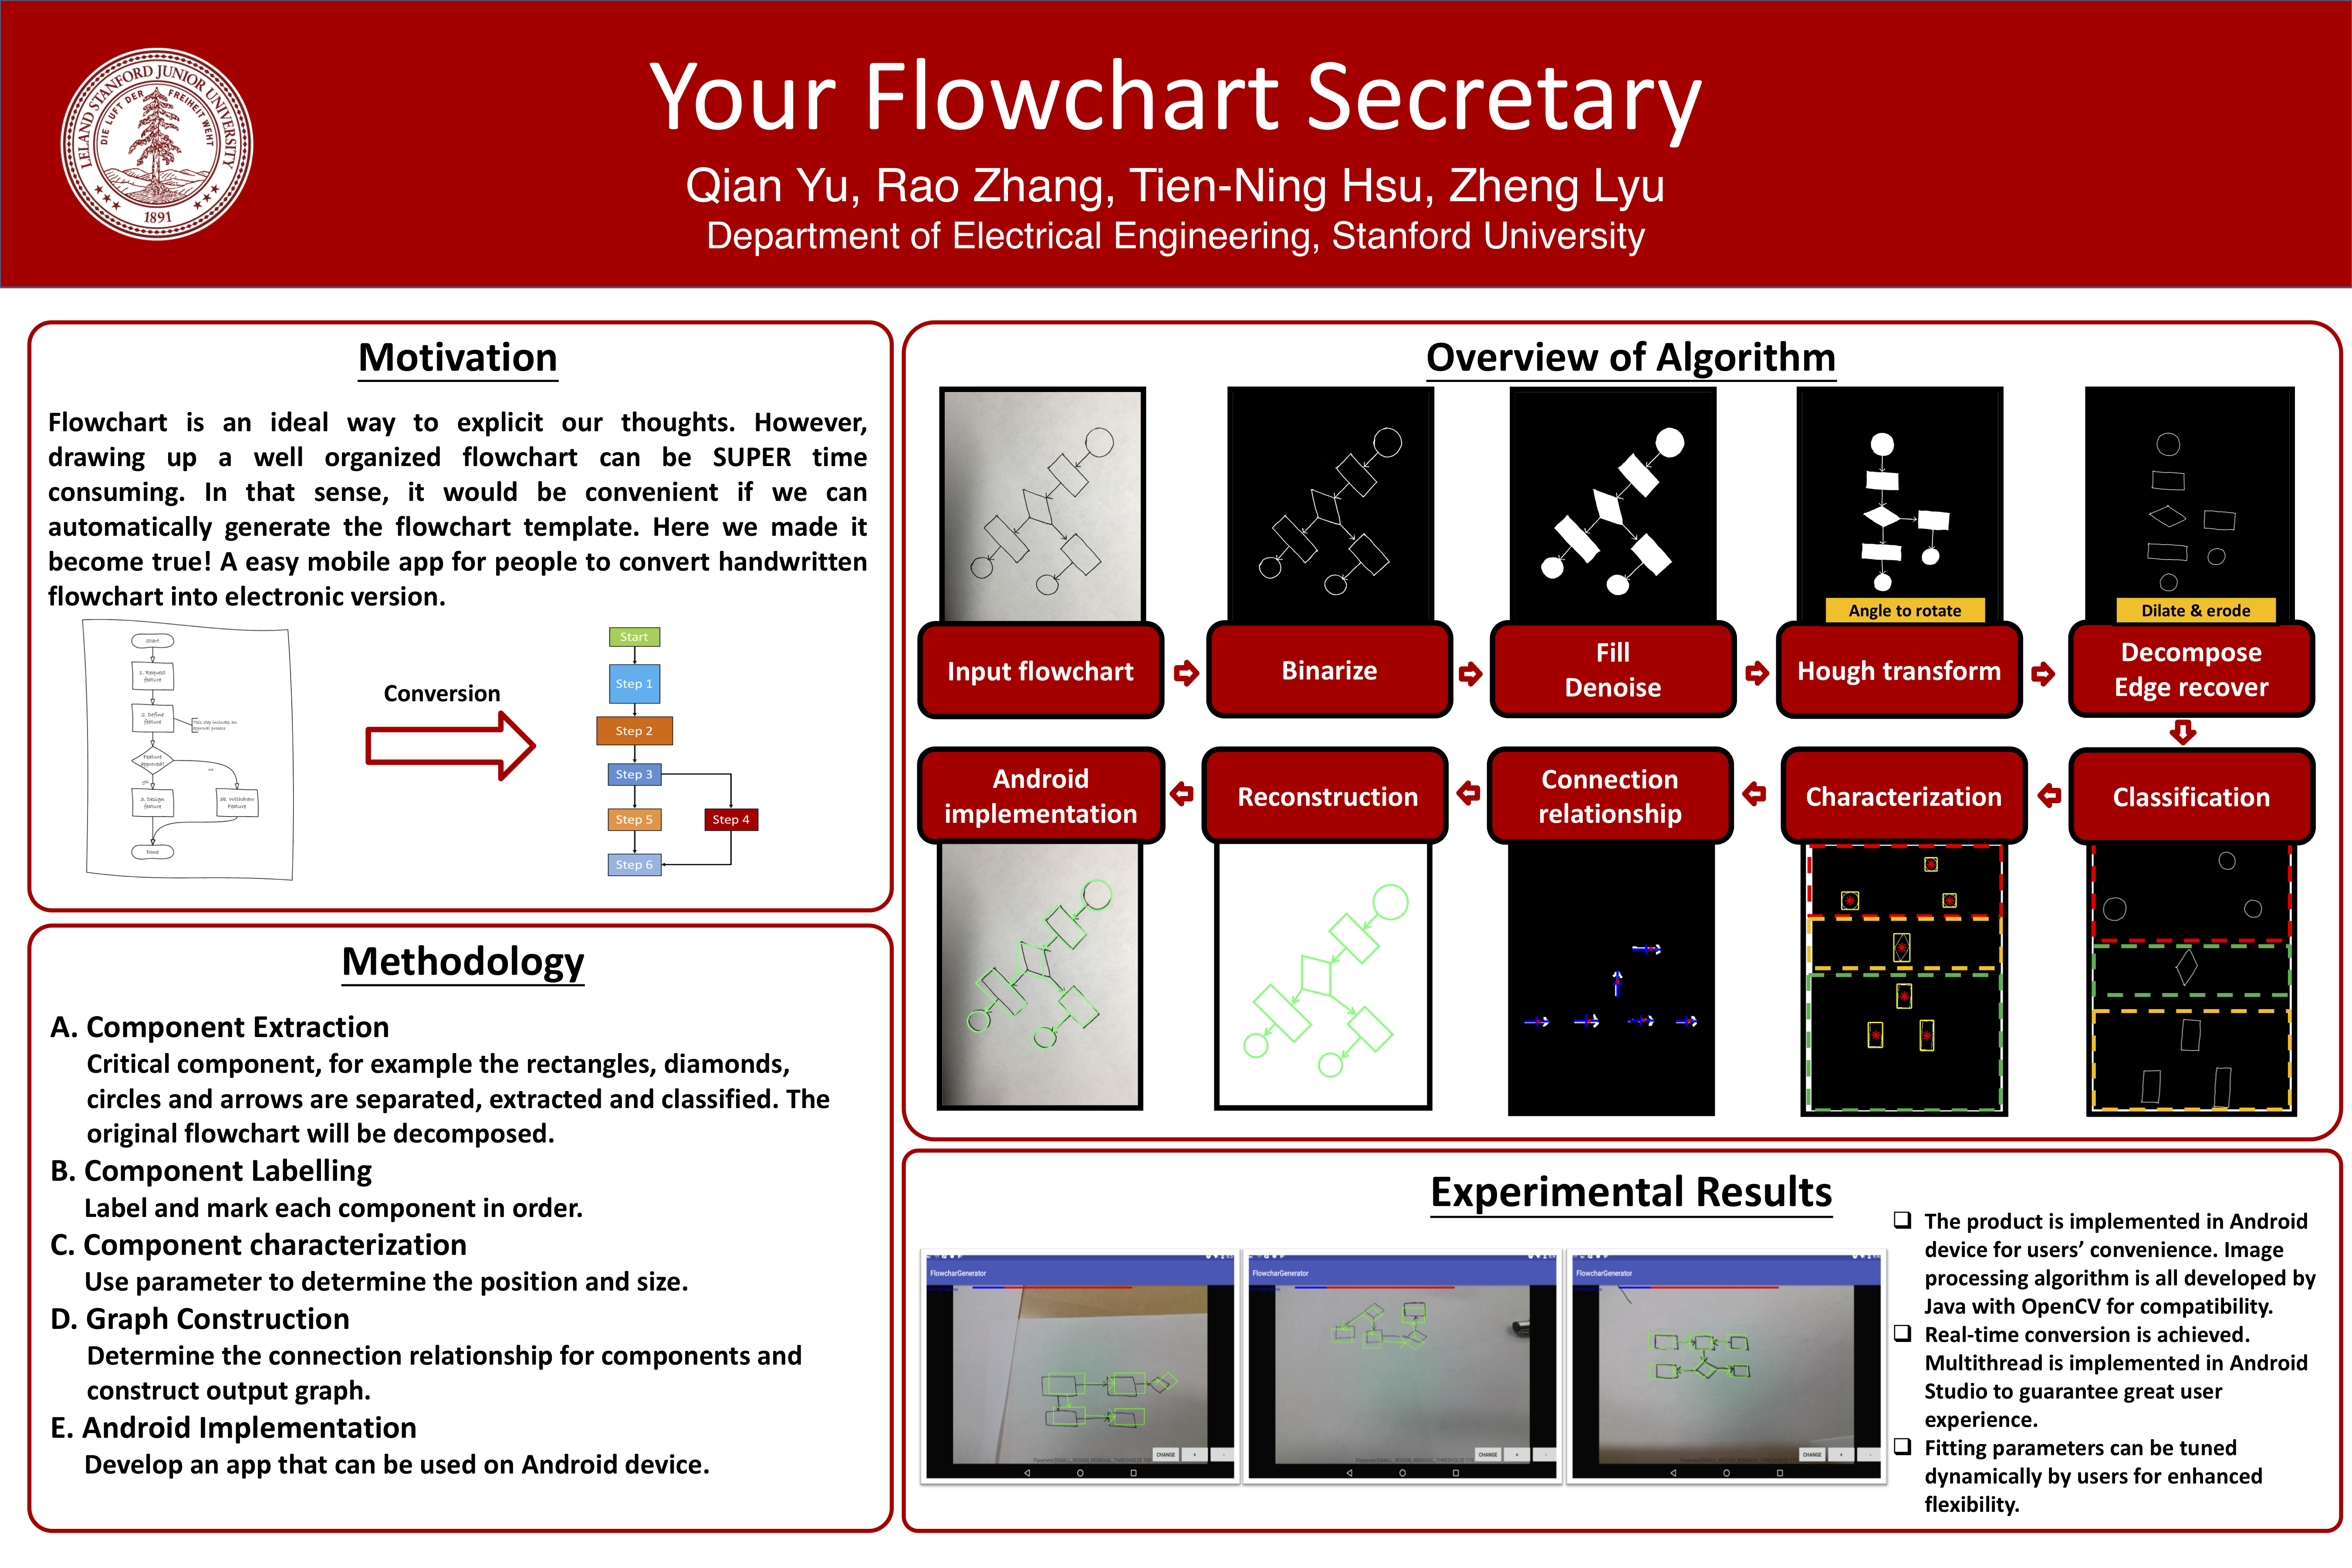 LELAND STANFORD JUNIOR UNIVERSITY
DIE LUFT DER FREIHEIT WEHT
1891
Your Flowchart Secretary
Qian Yu, Rao Zhang, Tien-Ning Hsu, Zheng Lyu
Department of Electrical Engineering, Stanford University
Motivation
Flowchart is an ideal way to explicit our thoughts. However,
drawing up a well organized flowchart can be SUPER time
consuming. In that sense, it would be convenient if we can
automatically generate the flowchart template. Here we made it
become true! A easy mobile app for people to convert handwritten
flowchart into electronic version.
Start
1. Request
feature
2. Define
feature
This step includes an
approval process
Feature
approved?
yes
no
3. Design
feature
3b. Withdraw
Feature
Done
Conversion
Start
Step 1
Step 2
Step 3
Step 5
Step 4
Step 6
Methodology
A. Component Extraction
Critical component, for example the rectangles, diamonds,
circles and arrows are separated, extracted and classified. The
original flowchart will be decomposed.
B. Component Labelling
Label and mark each component in order.
C. Component characterization
Use parameter to determine the position and size.
D. Graph Construction
Determine the connection relationship for components and
construct output graph.
E. Android Implementation
Develop an app that can be used on Android device.
Overview of Algorithm
Angle to rotate
Dilate & erode
Input flowchart
Binarize
Fill
Denoise
Hough transform
Decompose
Edge recover
Android
implementation
Reconstruction
Connection
relationship
Characterization
Classification
Experimental Results
FlowcharGenerator
CHANGE + -
FlowcharGenerator
CHANGE + -
FlowcharGenerator
CHANGE + -
❑ The product is implemented in Android
device for users’ convenience. Image
processing algorithm is all developed by
Java with OpenCV for compatibility.
❑ Real-time conversion is achieved.
Multithread is implemented in Android
Studio to guarantee great user
experience.
❑ Fitting parameters can be tuned
dynamically by users for enhanced
flexibility.